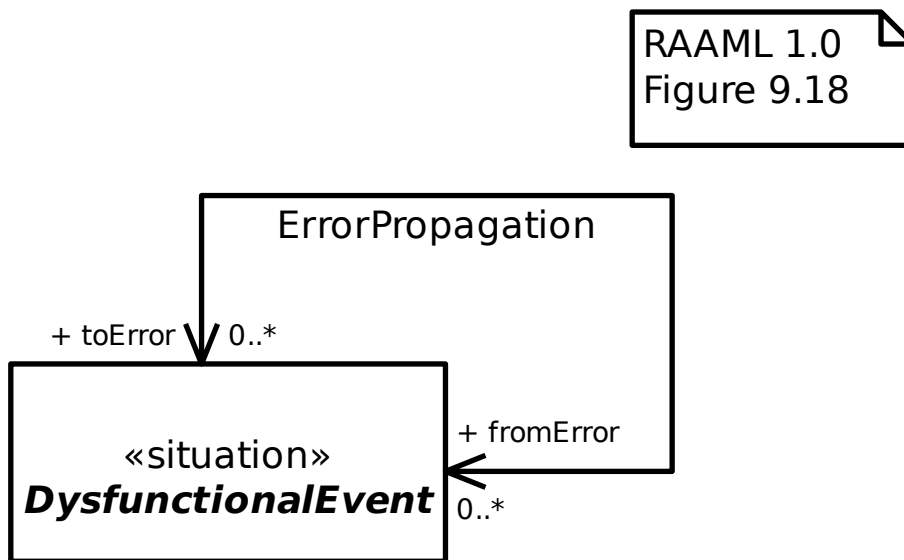 RAAML 1.0
Figure 9.18
ErrorPropagation
+ toError 0..*
+ fromError
«situation»
DysfunctionalEvent
0..*